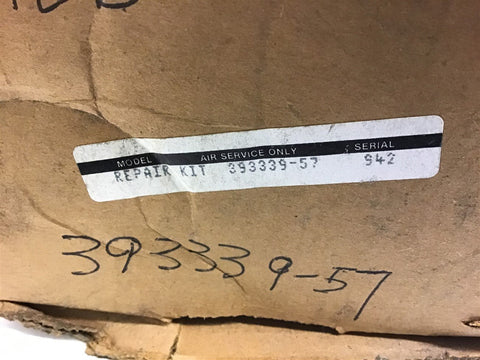 MODEL AIR SERVICE ONLY SERIAL
REPAIR KIT 393339-57 942
393339-57